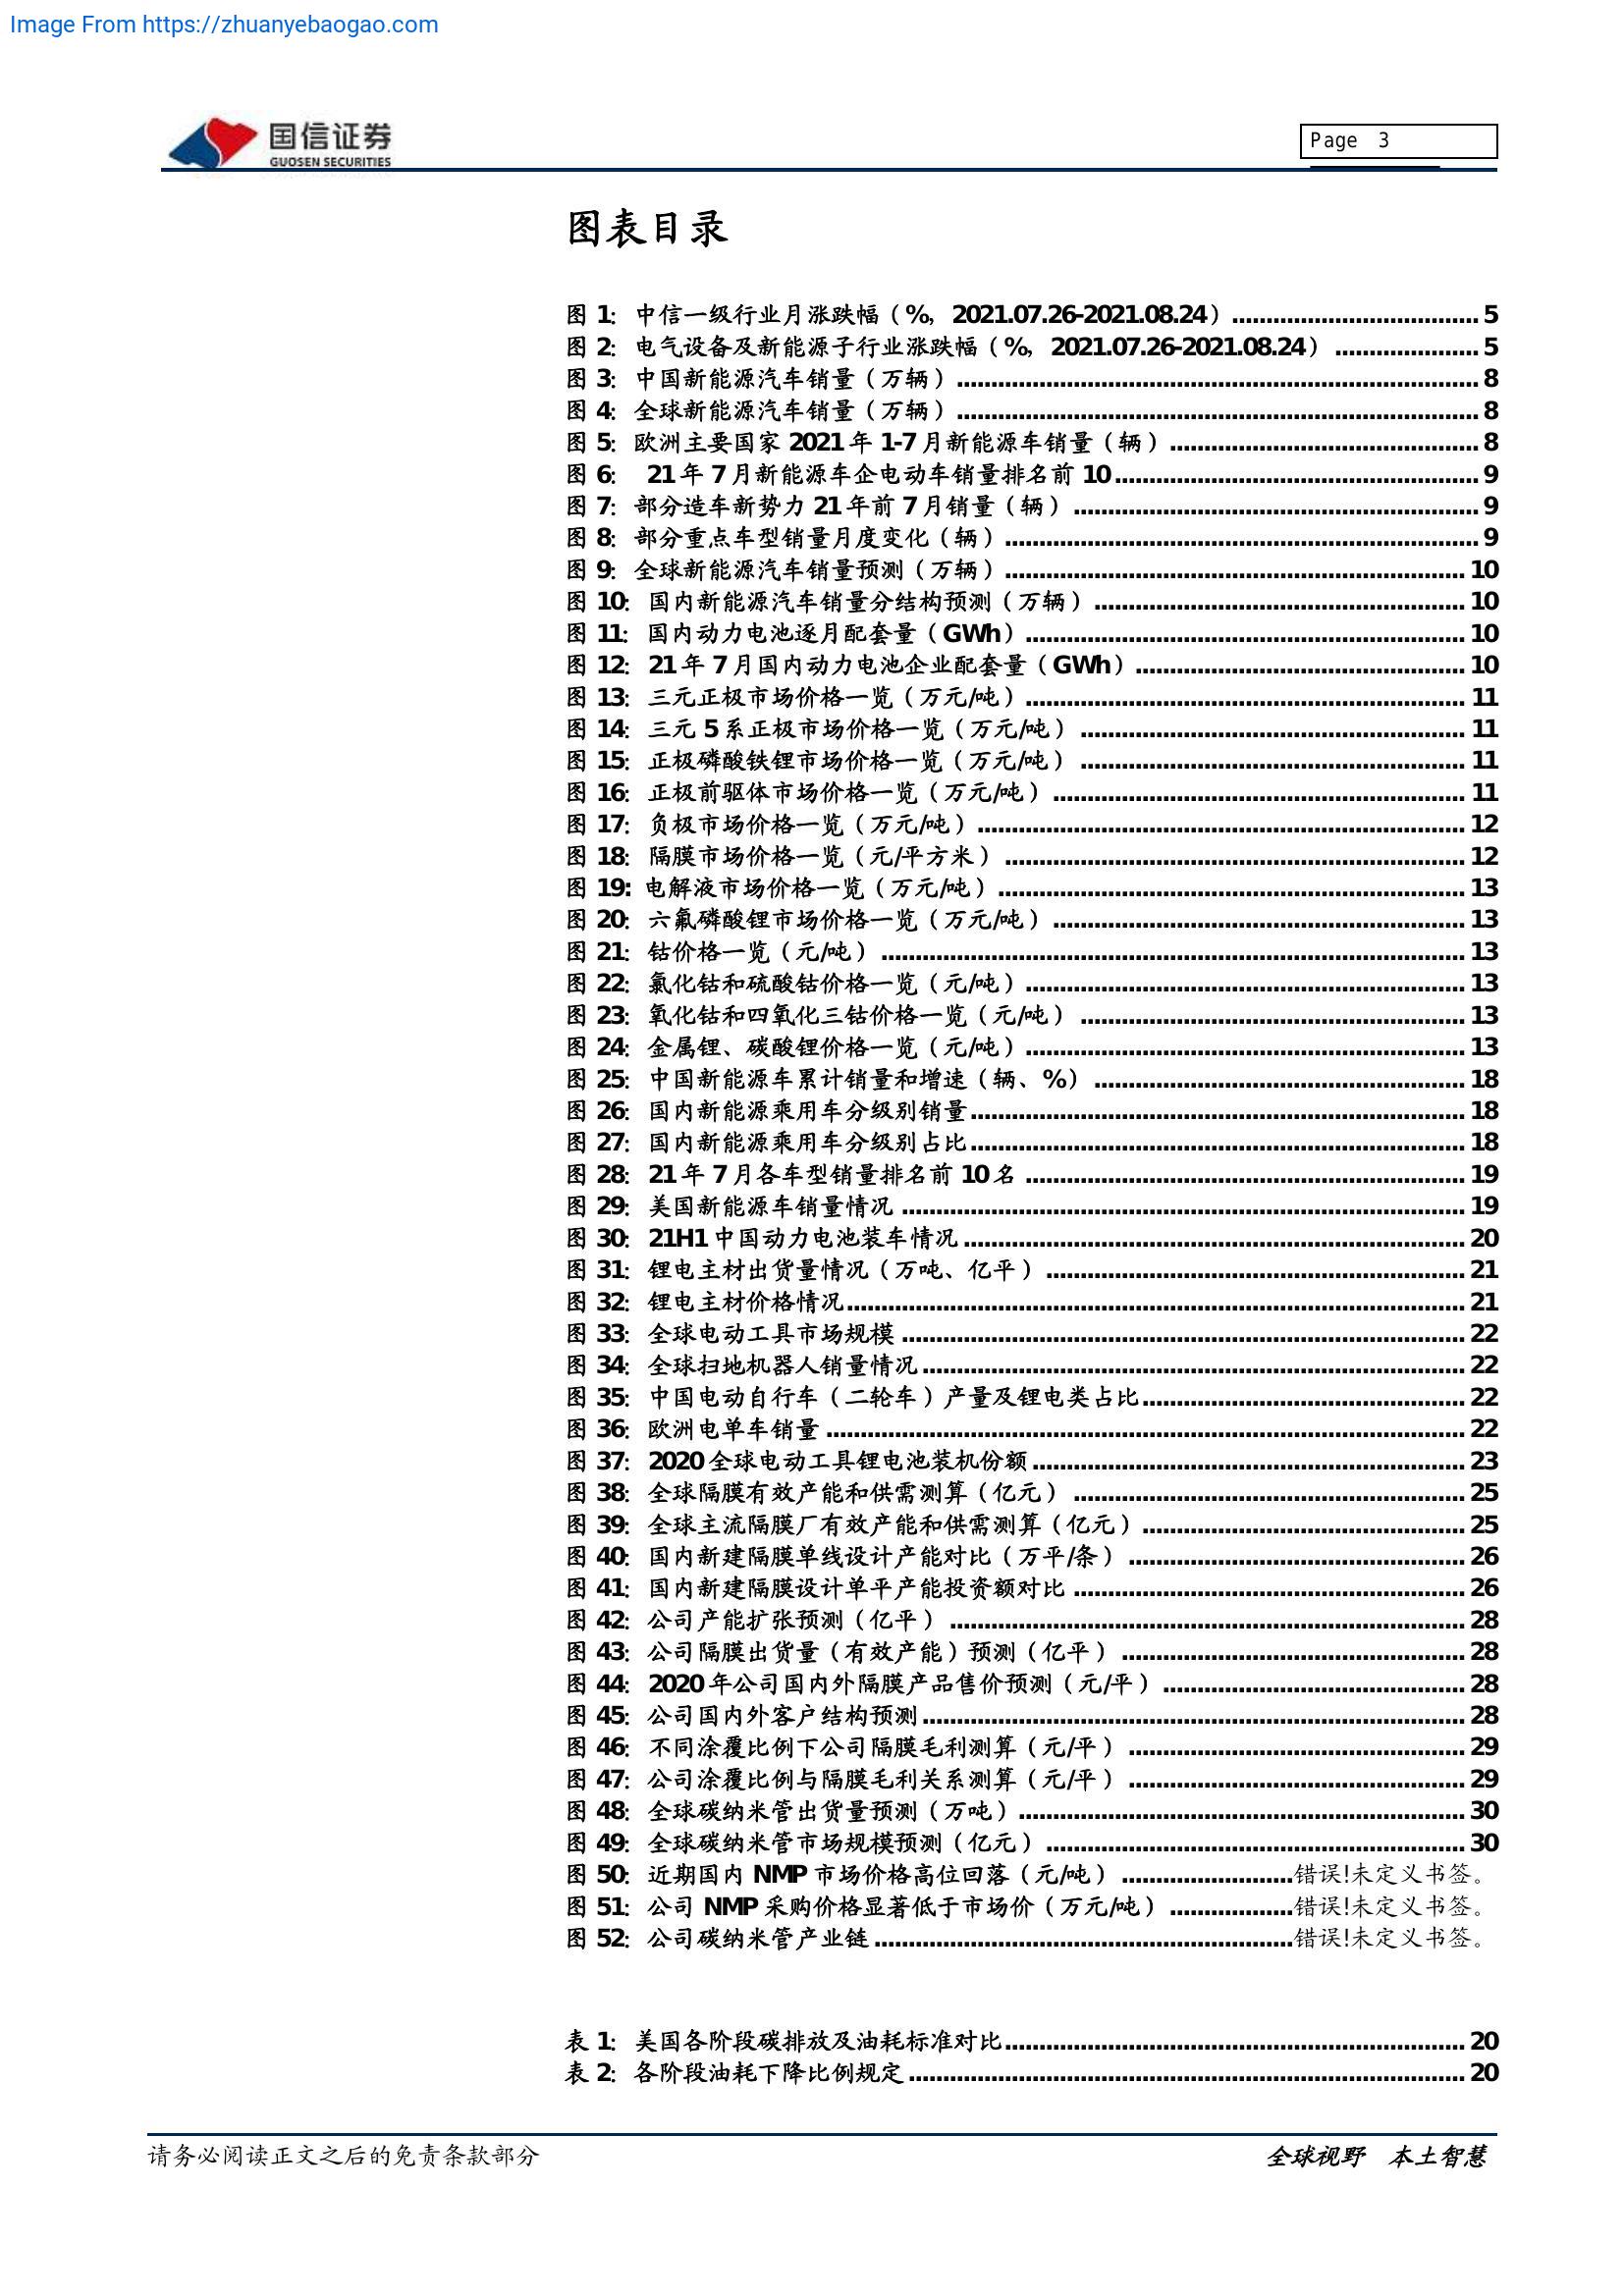 Image From https://zhuanyebaogao.com
国信证券
GUOSEN SECURITIES
Page 3
图表目录
图 1: 中信一级行业月涨跌幅（%，2021.07.26-2021.08.24）.................................... 5
图 2: 电气设备及新能源子行业涨跌幅（%，2021.07.26-2021.08.24）..................... 5
图 3: 中国新能源汽车销量（万辆）............................................................................ 8
图 4: 全球新能源汽车销量（万辆）............................................................................ 8
图 5: 欧洲主要国家 2021 年 1-7 月新能源车销量（辆）............................................. 8
图 6: 21 年 7 月新能源车企电动车销量排名前 10..................................................... 9
图 7: 部分造车新势力 21 年前 7 月销量（辆）........................................................... 9
图 8: 部分重点车型销量月度变化（辆）..................................................................... 9
图 9: 全球新能源汽车销量预测（万辆）................................................................... 10
图 10: 国内新能源汽车销量分结构预测（万辆）...................................................... 10
图 11: 国内动力电池逐月配套量（GWh）................................................................ 10
图 12: 21 年 7 月国内动力电池企业配套量（GWh）................................................ 10
图 13: 三元正极市场价格一览（万元/吨）................................................................ 11
图 14: 三元 5 系正极市场价格一览（万元/吨）........................................................ 11
图 15: 正极磷酸铁锂市场价格一览（万元/吨）........................................................ 11
图 16: 正极前驱体市场价格一览（万元/吨）............................................................ 11
图 17: 负极市场价格一览（万元/吨）....................................................................... 12
图 18: 隔膜市场价格一览（元/平方米）................................................................... 12
图 19: 电解液市场价格一览（万元/吨）.................................................................... 13
图 20: 六氟磷酸锂市场价格一览（万元/吨）............................................................ 13
图 21: 钴价格一览（元/吨）..................................................................................... 13
图 22: 氯化钴和硫酸钴价格一览（元/吨）................................................................ 13
图 23: 氧化钴和四氧化三钴价格一览（元/吨）........................................................ 13
图 24: 金属锂、碳酸锂价格一览（元/吨）................................................................ 13
图 25: 中国新能源车累计销量和增速（辆、%）...................................................... 18
图 26: 国内新能源乘用车分级别销量........................................................................ 18
图 27: 国内新能源乘用车分级别占比........................................................................ 18
图 28: 21 年 7 月各车型销量排名前 10 名................................................................ 19
图 29: 美国新能源车销量情况.................................................................................. 19
图 30: 21H1 中国动力电池装车情况......................................................................... 20
图 31: 锂电主材出货量情况（万吨、亿平）............................................................. 21
图 32: 锂电主材价格情况.......................................................................................... 21
图 33: 全球电动工具市场规模.................................................................................. 22
图 34: 全球扫地机器人销量情况............................................................................... 22
图 35: 中国电动自行车（二轮车）产量及锂电类占比............................................... 22
图 36: 欧洲电单车销量............................................................................................. 22
图 37: 2020 全球电动工具锂电池装机份额............................................................... 23
图 38: 全球隔膜有效产能和供需测算（亿元）......................................................... 25
图 39: 全球主流隔膜厂有效产能和供需测算（亿元）............................................... 25
图 40: 国内新建隔膜单线设计产能对比（万平/条）................................................. 26
图 41: 国内新建隔膜设计单平产能投资额对比......................................................... 26
图 42: 公司产能扩张预测（亿平）........................................................................... 28
图 43: 公司隔膜出货量（有效产能）预测（亿平）.................................................. 28
图 44: 2020 年公司国内外隔膜产品售价预测（元/平）............................................ 28
图 45: 公司国内外客户结构预测............................................................................... 28
图 46: 不同涂覆比例下公司隔膜毛利测算（元/平）................................................. 29
图 47: 公司涂覆比例与隔膜毛利关系测算（元/平）................................................. 29
图 48: 全球碳纳米管出货量预测（万吨）................................................................. 30
图 49: 全球碳纳米管市场规模预测（亿元）............................................................. 30
图 50: 近期国内 NMP 市场价格高位回落（元/吨）.........................错误!未定义书签。
图 51: 公司 NMP 采购价格显著低于市场价（万元/吨）..................错误!未定义书签。
图 52: 公司碳纳米管产业链.............................................................错误!未定义书签。
表 1: 美国各阶段碳排放及油耗标准对比................................................................... 20
表 2: 各阶段油耗下降比例规定................................................................................. 20
请务必阅读正文之后的免责条款部分
全球视野 本土智慧